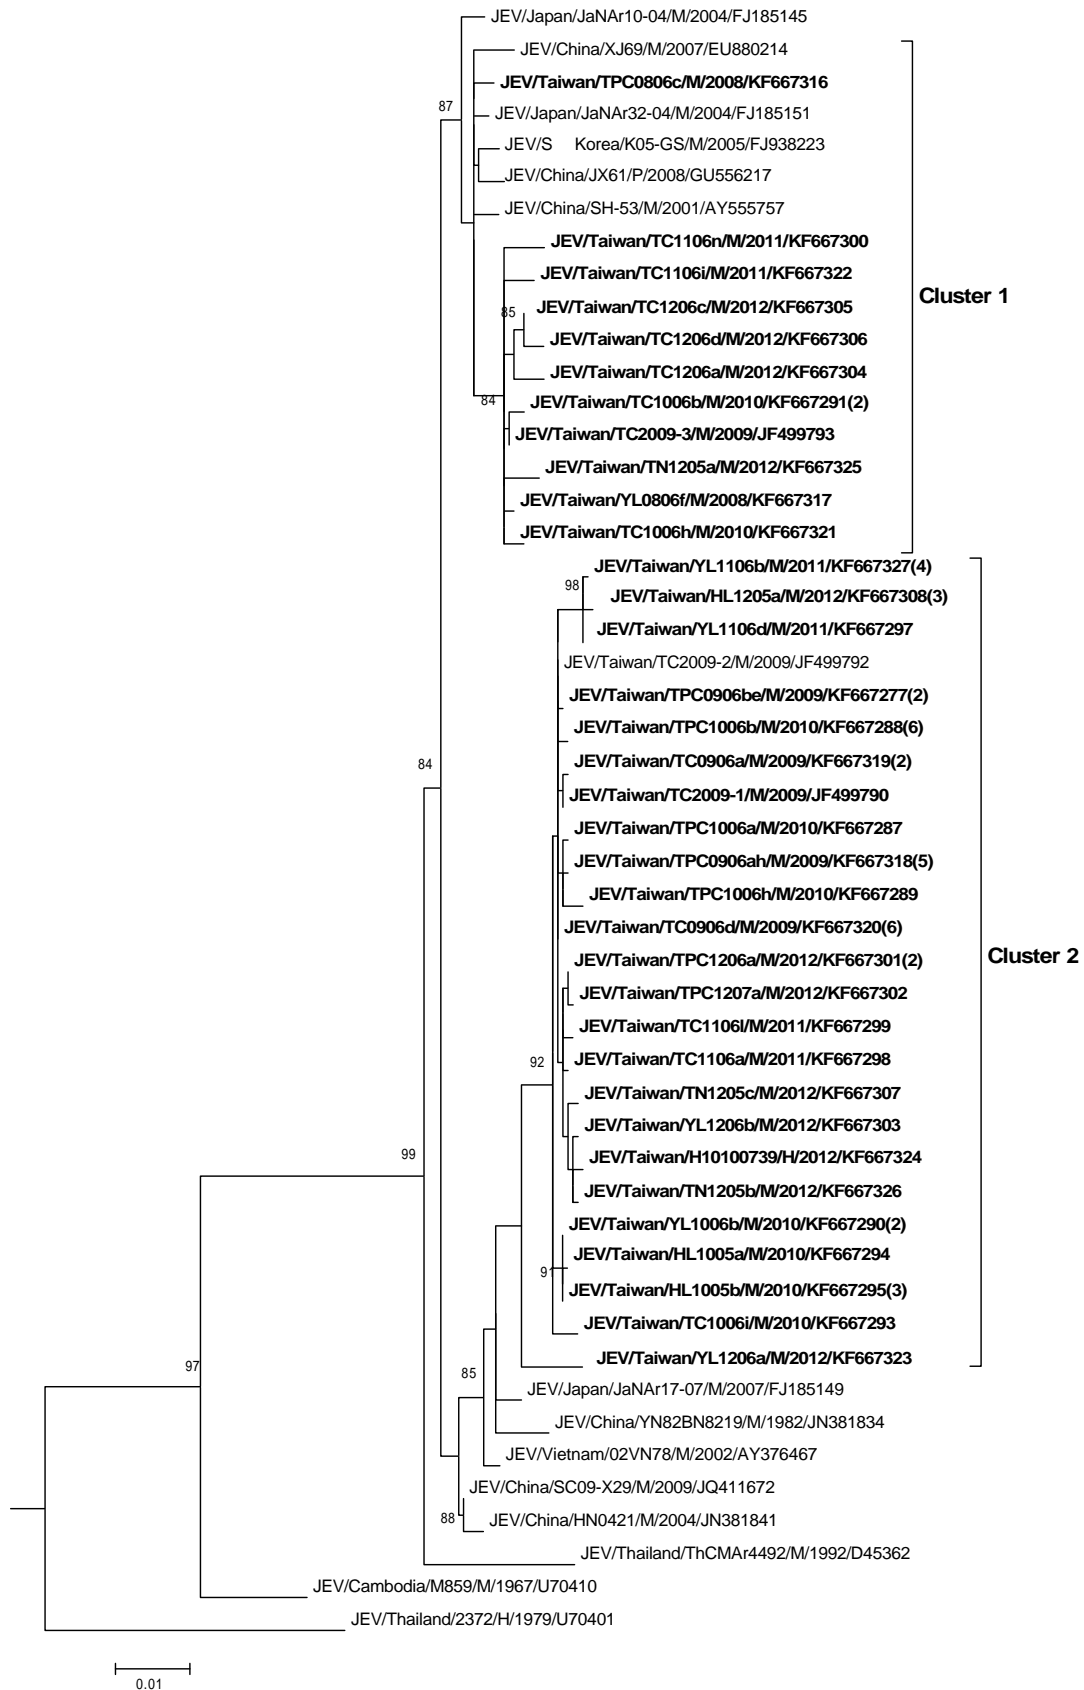 JEV/Japan/JaNAr10-04/M/2004/FJ185145
JEV/China/XJ69/M/2007/EU880214
JEV/Taiwan/TPC0806c/M/2008/KF667316
87
JEV/Japan/JaNAr32-04/M/2004/FJ185151
JEV/S Korea/K05-GS/M/2005/FJ938223
JEV/China/JX61/P/2008/GU556217
JEV/China/SH-53/M/2001/AY555757
JEV/Taiwan/TC1106n/M/2011/KF667300
JEV/Taiwan/TC1106i/M/2011/KF667322
Cluster 1
JEV/Taiwan/TC1206c/M/2012/KF667305
85
JEV/Taiwan/TC1206d/M/2012/KF667306
JEV/Taiwan/TC1206a/M/2012/KF667304
84
JEV/Taiwan/TC1006b/M/2010/KF667291(2)
JEV/Taiwan/TC2009-3/M/2009/JF499793
JEV/Taiwan/TN1205a/M/2012/KF667325
JEV/Taiwan/YL0806f/M/2008/KF667317
JEV/Taiwan/TC1006h/M/2010/KF667321
JEV/Taiwan/YL1106b/M/2011/KF667327(4)
98
JEV/Taiwan/HL1205a/M/2012/KF667308(3)
JEV/Taiwan/YL1106d/M/2011/KF667297
JEV/Taiwan/TC2009-2/M/2009/JF499792
JEV/Taiwan/TPC0906be/M/2009/KF667277(2)
JEV/Taiwan/TPC1006b/M/2010/KF667288(6)
84
JEV/Taiwan/TC0906a/M/2009/KF667319(2)
JEV/Taiwan/TC2009-1/M/2009/JF499790
JEV/Taiwan/TPC1006a/M/2010/KF667287
JEV/Taiwan/TPC0906ah/M/2009/KF667318(5)
JEV/Taiwan/TPC1006h/M/2010/KF667289
JEV/Taiwan/TC0906d/M/2009/KF667320(6)
Cluster 2
JEV/Taiwan/TPC1206a/M/2012/KF667301(2)
JEV/Taiwan/TPC1207a/M/2012/KF667302
JEV/Taiwan/TC1106l/M/2011/KF667299
92
JEV/Taiwan/TC1106a/M/2011/KF667298
JEV/Taiwan/TN1205c/M/2012/KF667307
JEV/Taiwan/YL1206b/M/2012/KF667303
99
JEV/Taiwan/H10100739/H/2012/KF667324
JEV/Taiwan/TN1205b/M/2012/KF667326
JEV/Taiwan/YL1006b/M/2010/KF667290(2)
JEV/Taiwan/HL1005a/M/2010/KF667294
91
JEV/Taiwan/HL1005b/M/2010/KF667295(3)
JEV/Taiwan/TC1006i/M/2010/KF667293
JEV/Taiwan/YL1206a/M/2012/KF667323
97
85
JEV/Japan/JaNAr17-07/M/2007/FJ185149
JEV/China/YN82BN8219/M/1982/JN381834
JEV/Vietnam/02VN78/M/2002/AY376467
JEV/China/SC09-X29/M/2009/JQ411672
88
JEV/China/HN0421/M/2004/JN381841
JEV/Thailand/ThCMAr4492/M/1992/D45362
JEV/Cambodia/M859/M/1967/U70410
JEV/Thailand/2372/H/1979/U70401
0.01